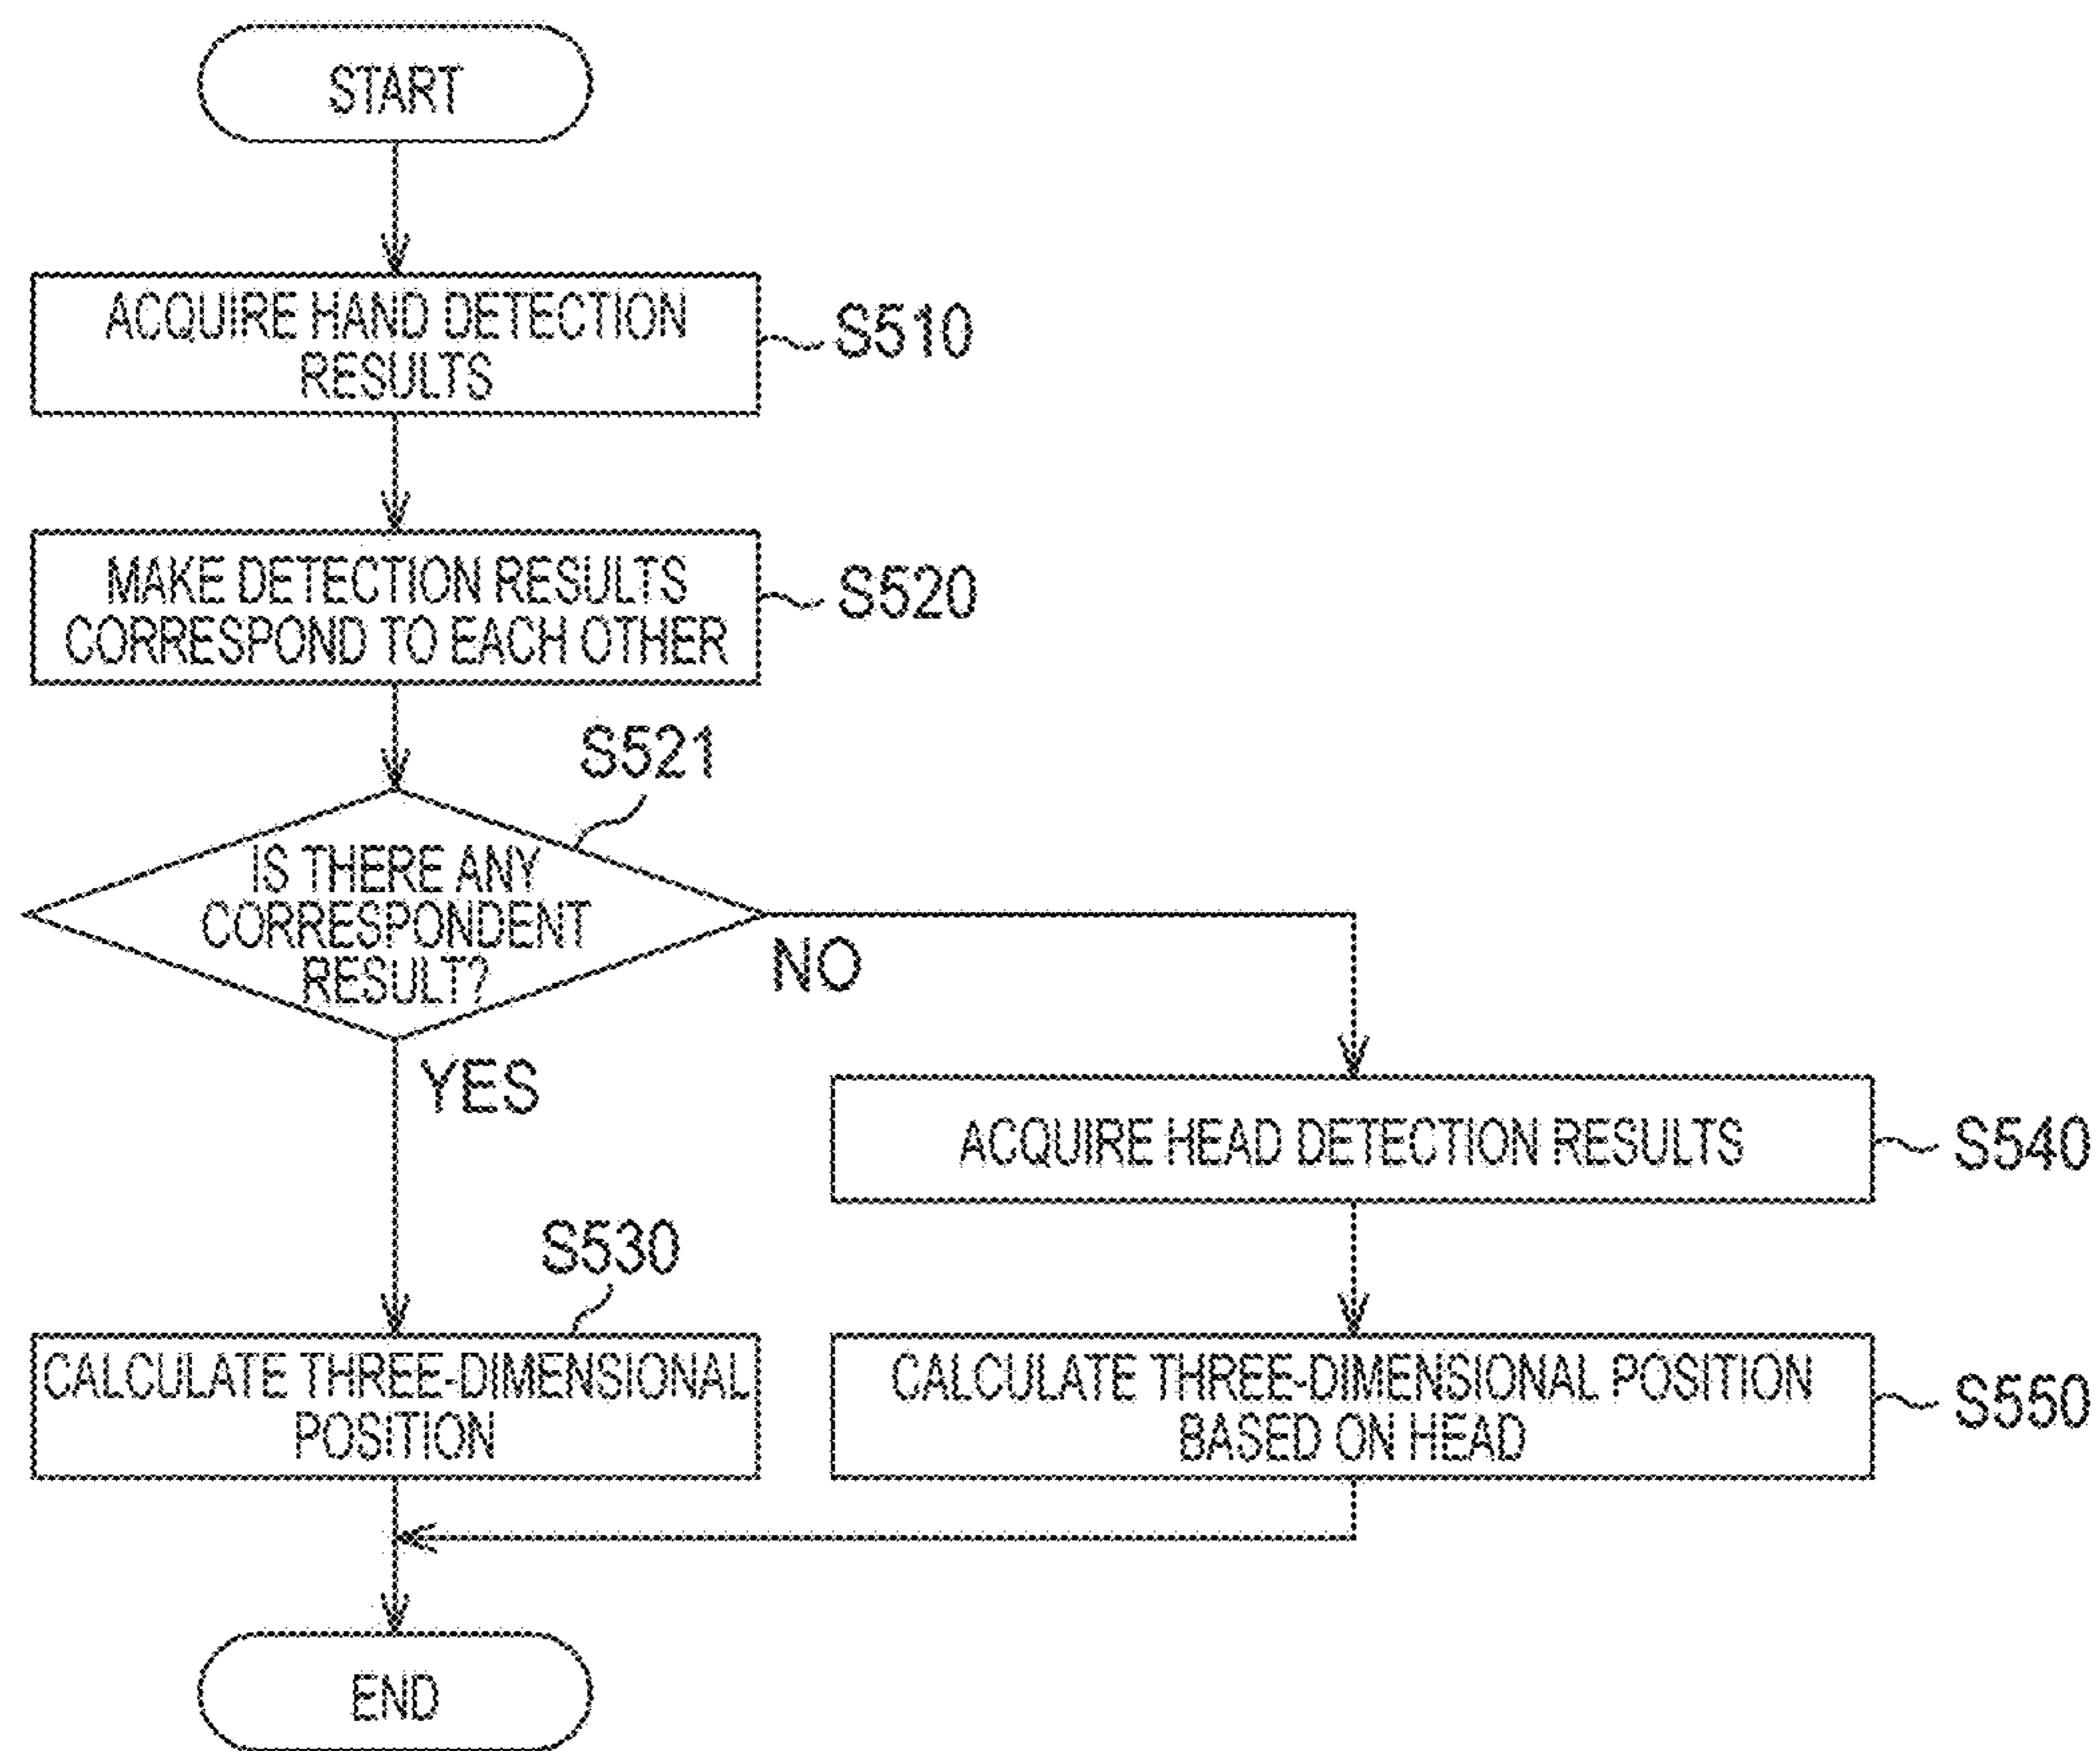 START
ACQUIRE HAND DETECTION
RESULTS
S510
MAKE DETECTION RESULTS
CORRESPOND TO EACH OTHER
S520
S521
IS THERE ANY
CORRESPONDENT
RESULT?
NO
YES
ACQUIRE HEAD DETECTION RESULTS
S540
S530
CALCULATE THREE-DIMENSIONAL
POSITION
CALCULATE THREE-DIMENSIONAL POSITION
BASED ON HEAD
S550
END